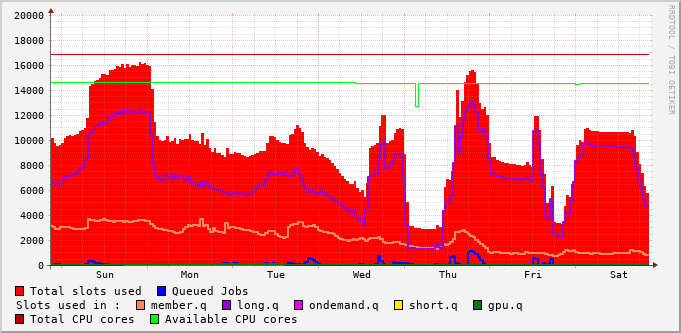 20000
18000
16000
14000
12000
10000
8000
6000
4000
2000
0
Sun Mon Tue Wed Thu Fri Sat
RRDTOOL / TOBI OETIKER
Total slots used Queued Jobs
Slots used in : member.q long.q ondemand.q short.q gpu.q
Total CPU cores Available CPU cores